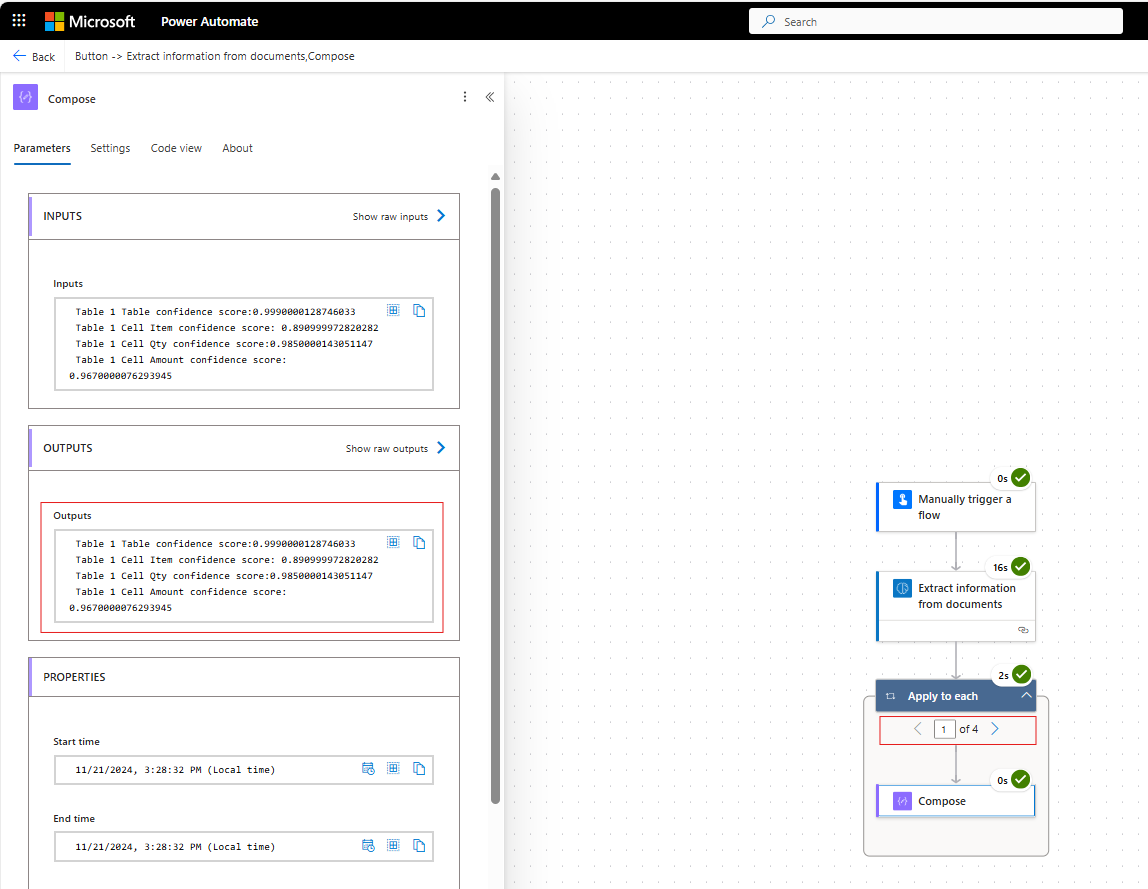 Microsoft Power Automate Search
Back Button -> Extract information from documents,Compose
Compose
Parameters Settings Code view About
INPUTS Show raw inputs
Inputs
Table 1 Table confidence score:0.9990000128746033
Table 1 Cell Item confidence score: 0.890999972820282
Table 1 Cell Qty confidence score:0.9850000143051147
Table 1 Cell Amount confidence score:
0.9670000076293945
OUTPUTS Show raw outputs
Outputs
Table 1 Table confidence score:0.9990000128746033
Table 1 Cell Item confidence score: 0.890999972820282
Table 1 Cell Qty confidence score:0.9850000143051147
Table 1 Cell Amount confidence score:
0.9670000076293945
PROPERTIES
Start time
11/21/2024, 3:28:32 PM (Local time)
End time
11/21/2024, 3:28:32 PM (Local time)
0s
Manually trigger a
flow
16s
Extract information
from documents
2s
Apply to each
1 of 4
0s
Compose